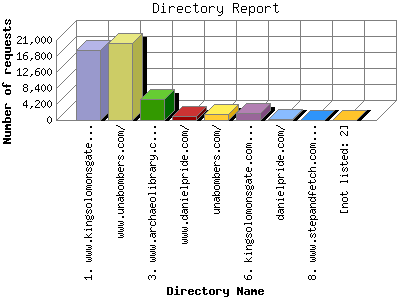 Directory Report
Number of requests
21,000
16,800
12,600
8,400
4,200
0
1. www.kingsolomonsgate...
www.unabombers.com/
3. www.archaeolibrary.c...
www.danielpride.com/
unabombers.com/
6. kingsolomonsgate.com...
danielpride.com/
8. www.stepandfetch.com...
[not listed: 2]
Directory Name